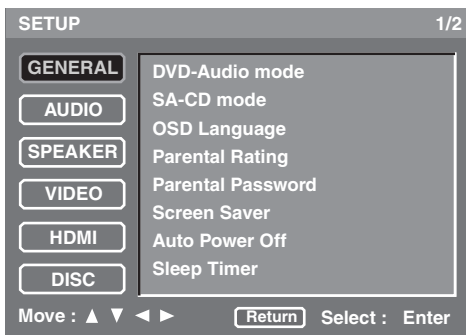 SETUP 1/2
GENERAL
AUDIO
SPEAKER
VIDEO
HDMI
DISC
DVD-Audio mode
SA-CD mode
OSD Language
Parental Rating
Parental Password
Screen Saver
Auto Power Off
Sleep Timer
Move : ▲ ▼ ◄ ► Return Select : Enter